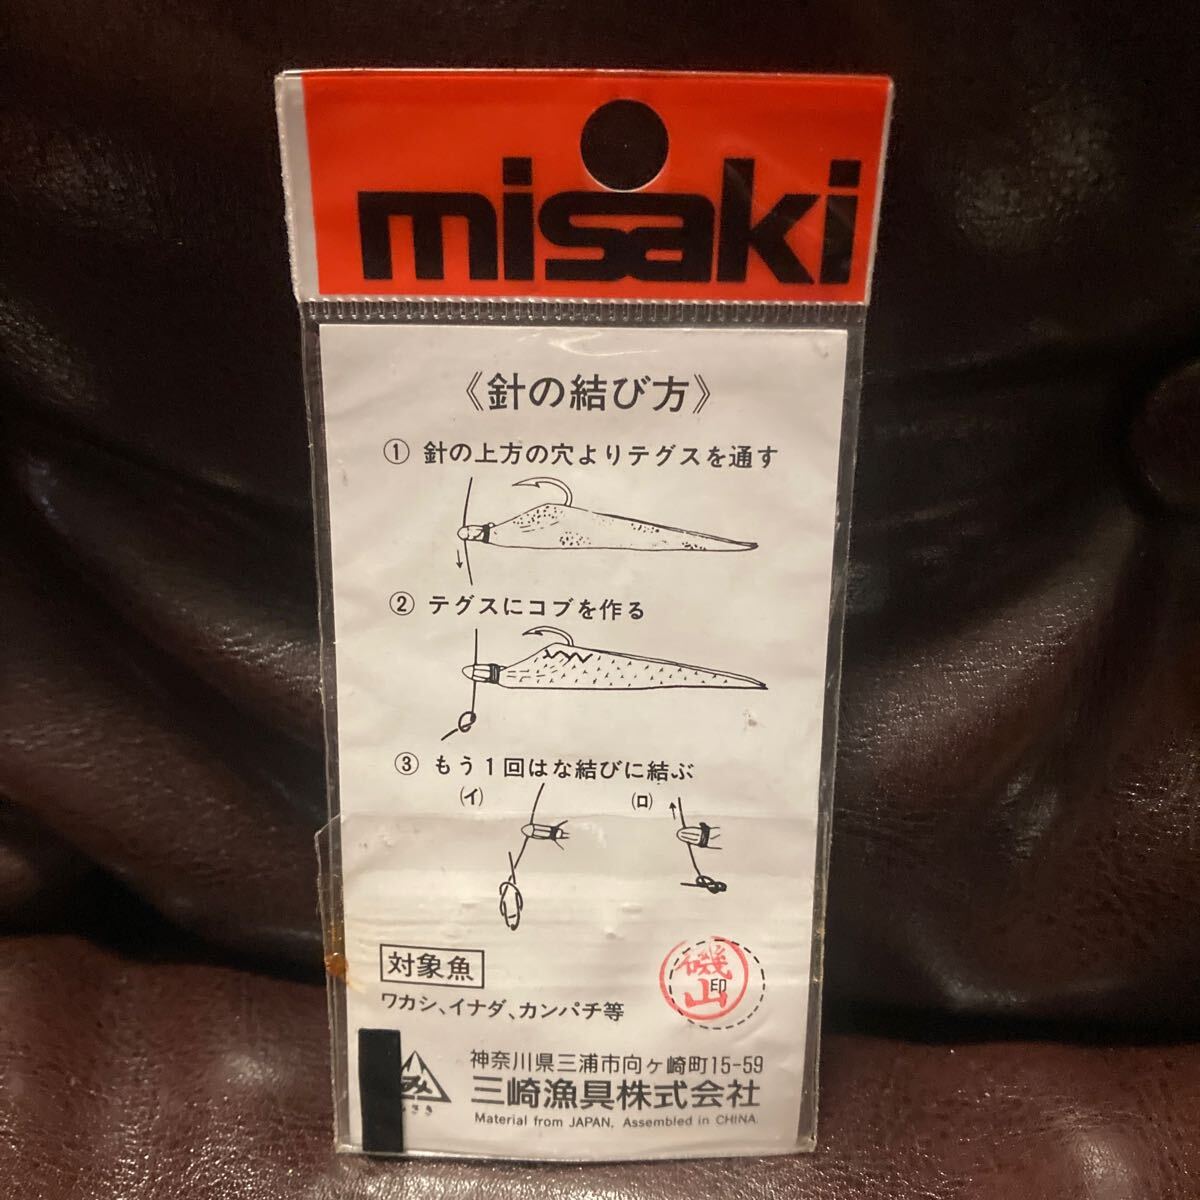 misaki
《針の結び方》
① 針の上方の穴よりテグスを通す
② テグスにコブを作る
③ もう1回はな結びに結ぶ
(イ) (ロ)
対象魚
ワカシ、イナダ、カンパチ等
磯山
印
神奈川県三浦市向ヶ崎町15-59
三崎漁具株式会社
Material from JAPAN, Assembled in CHINA.